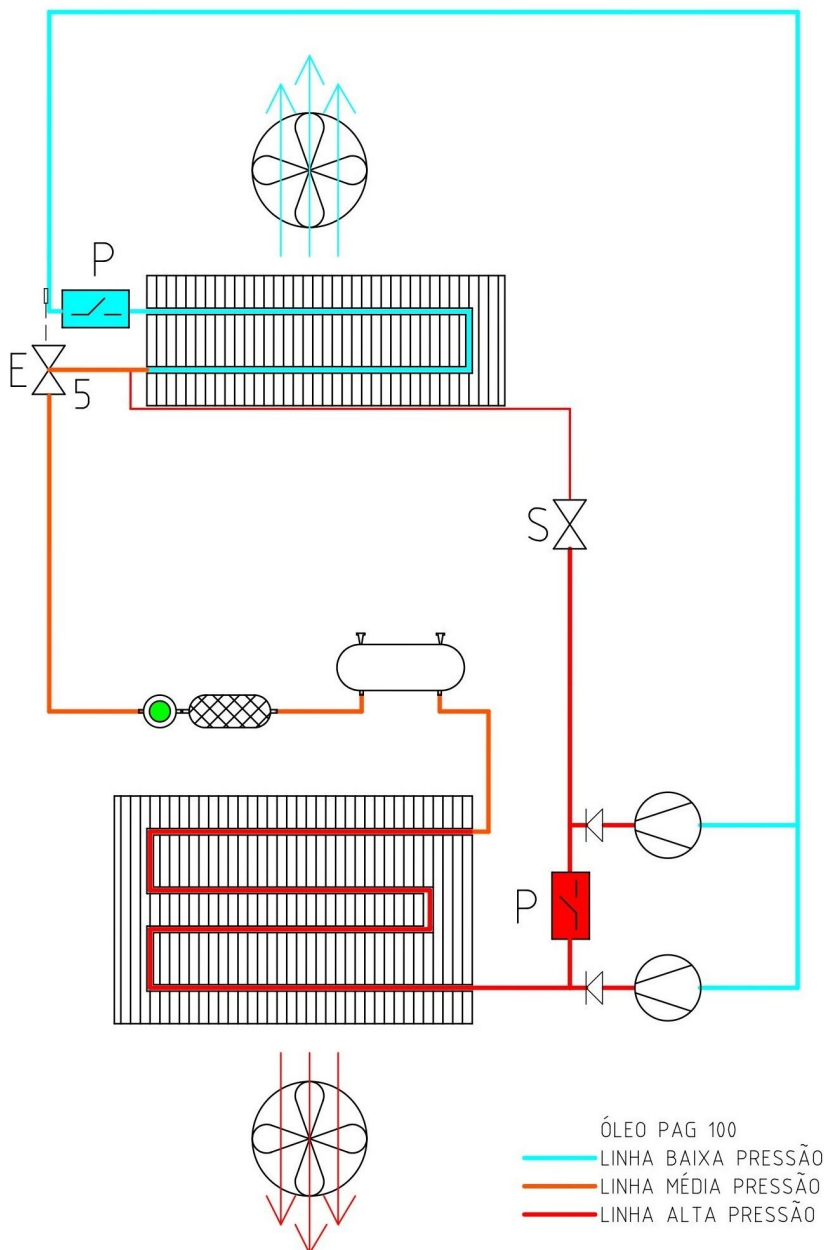 P
E
5
S
P
ÓLEO PAG 100
LINHA BAIXA PRESSÃO
LINHA MÉDIA PRESSÃO
LINHA ALTA PRESSÃO